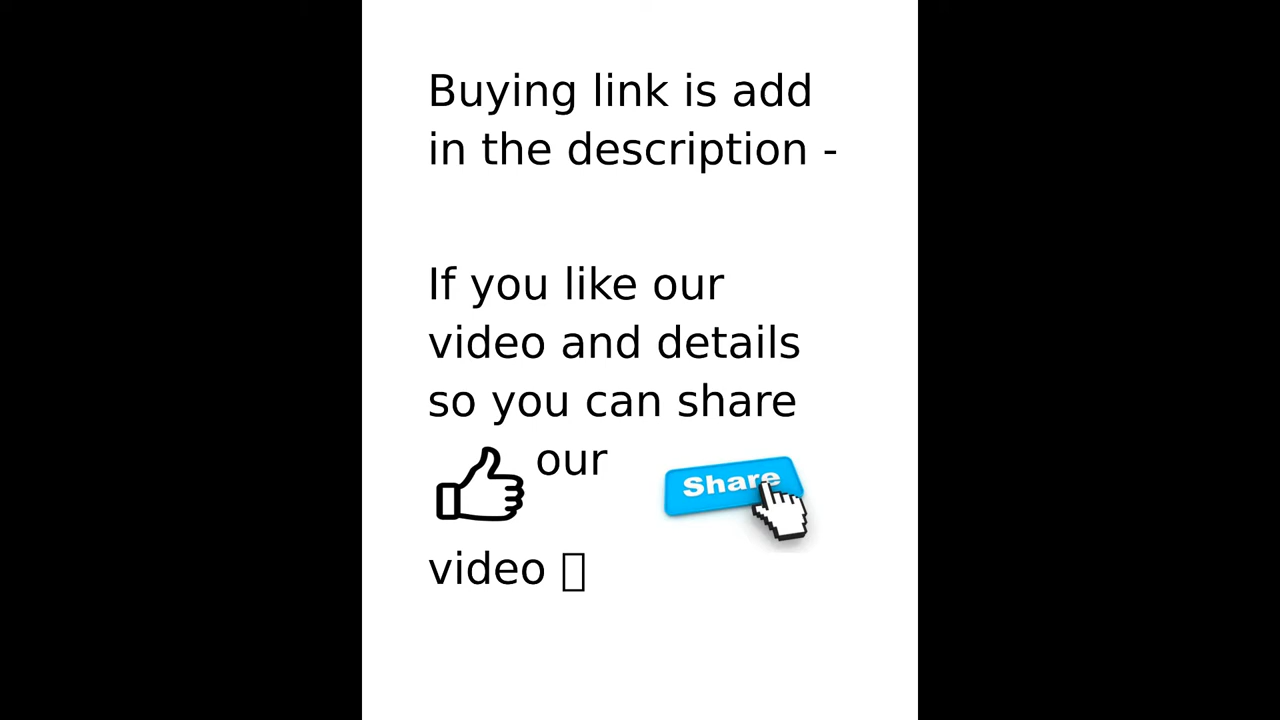 Buying link is add
in the description -
If you like our
video and details
so you can share
our
Share
video